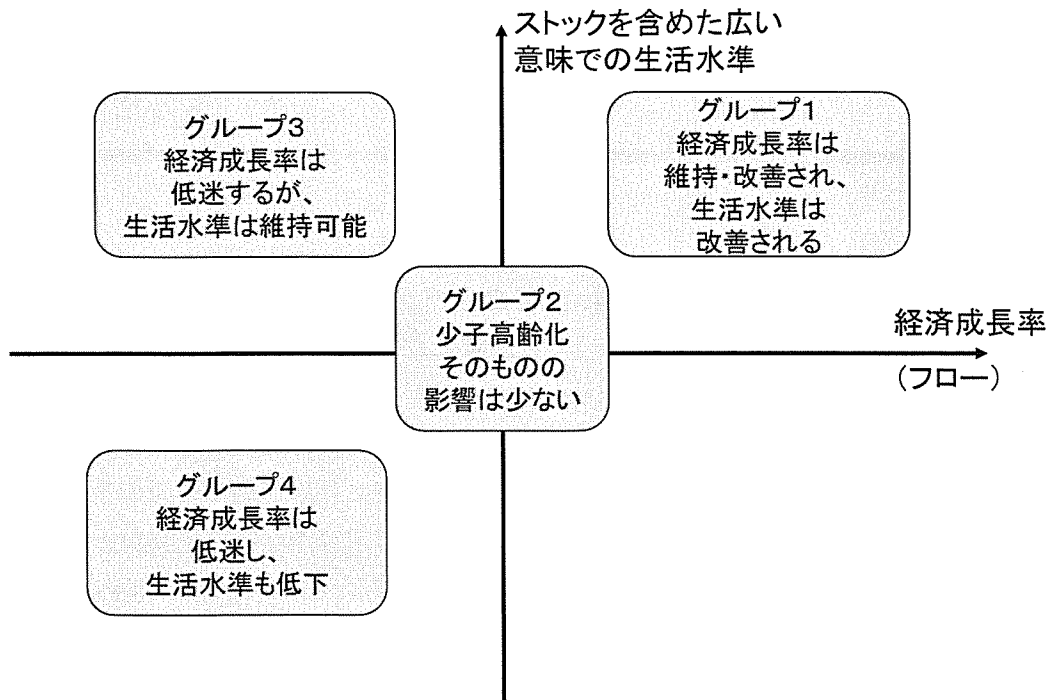 ストックを含めた広い
意味での生活水準
グループ3
経済成長率は
低迷するが、
生活水準は維持可能
グループ1
経済成長率は
維持・改善され、
生活水準は
改善される
グループ2
少子高齢化
そのものの
影響は少ない
経済成長率
（フロー）
グループ4
経済成長率は
低迷し、
生活水準も低下